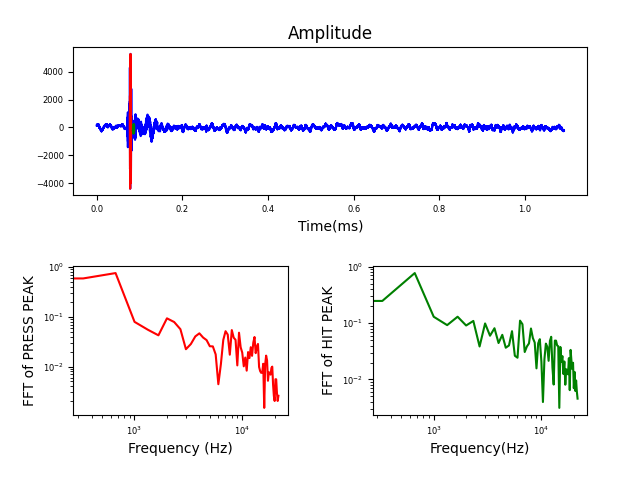 Amplitude
4000
2000
0
−2000
−4000
0.0 0.2 0.4 0.6 0.8 1.0
Time(ms)
FFT of PRESS PEAK
10⁰
10⁻¹
10⁻²
10³ 10⁴
Frequency (Hz)
FFT of HIT PEAK
10⁰
10⁻¹
10⁻²
10³ 10⁴
Frequency(Hz)